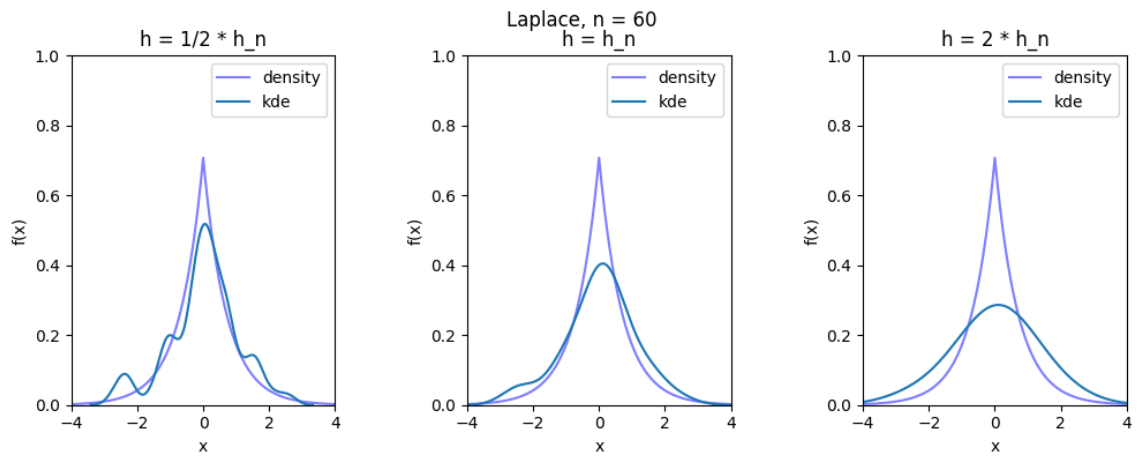 Laplace, n = 60
h = 1/2 * h_n
1.0
0.8
0.6
0.4
0.2
0.0
f(x)
density
kde
−4
−2
0
2
4
x
h = h_n
1.0
0.8
0.6
0.4
0.2
0.0
f(x)
density
kde
−4
−2
0
2
4
x
h = 2 * h_n
1.0
0.8
0.6
0.4
0.2
0.0
f(x)
density
kde
−4
−2
0
2
4
x